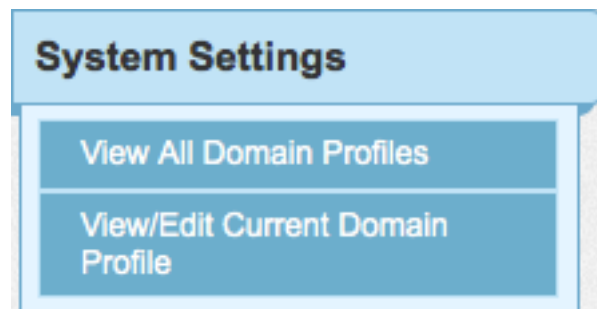 System Settings
View All Domain Profiles
View/Edit Current Domain
Profile